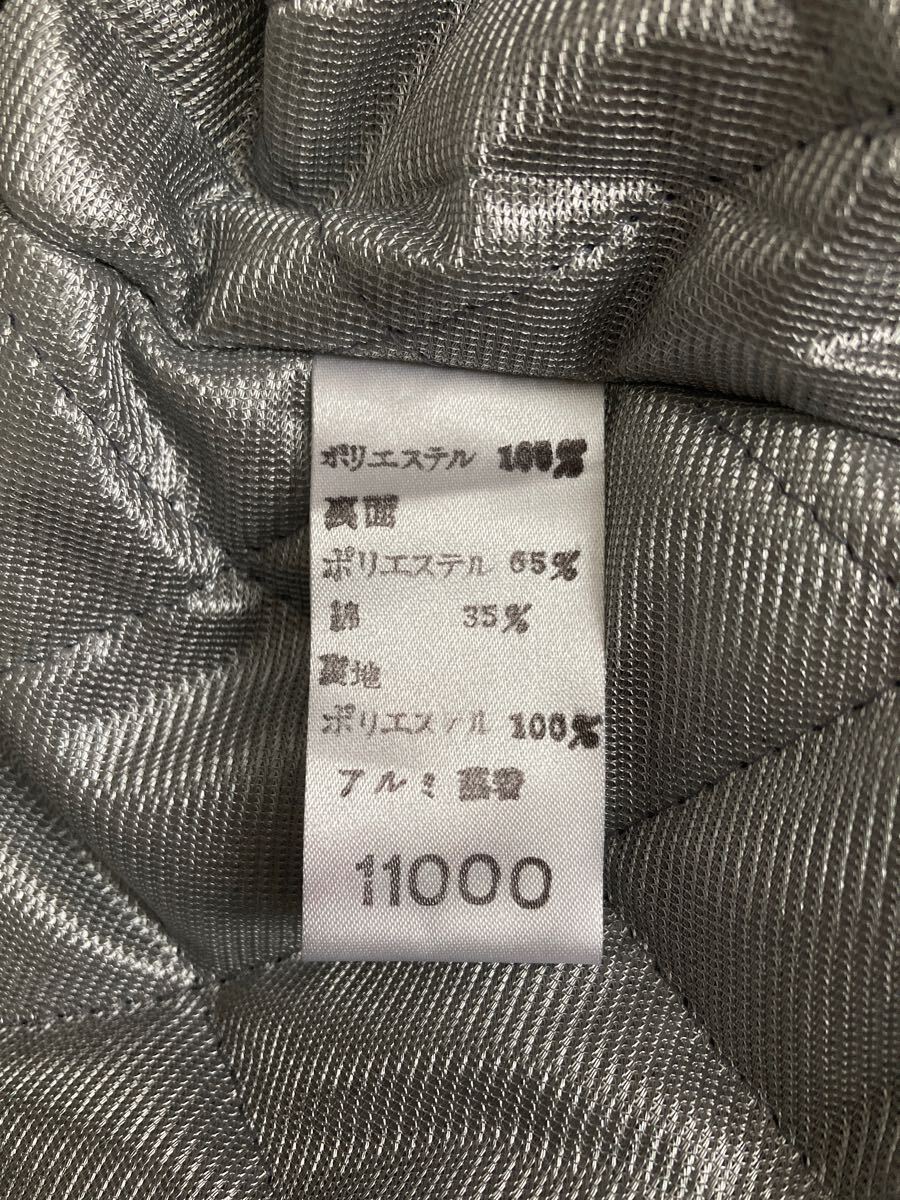 ポリエステル 100%
裏面
ポリエステル 65%
綿 35%
裏地
ポリエステル 100%
アルミ 蒸着
11000